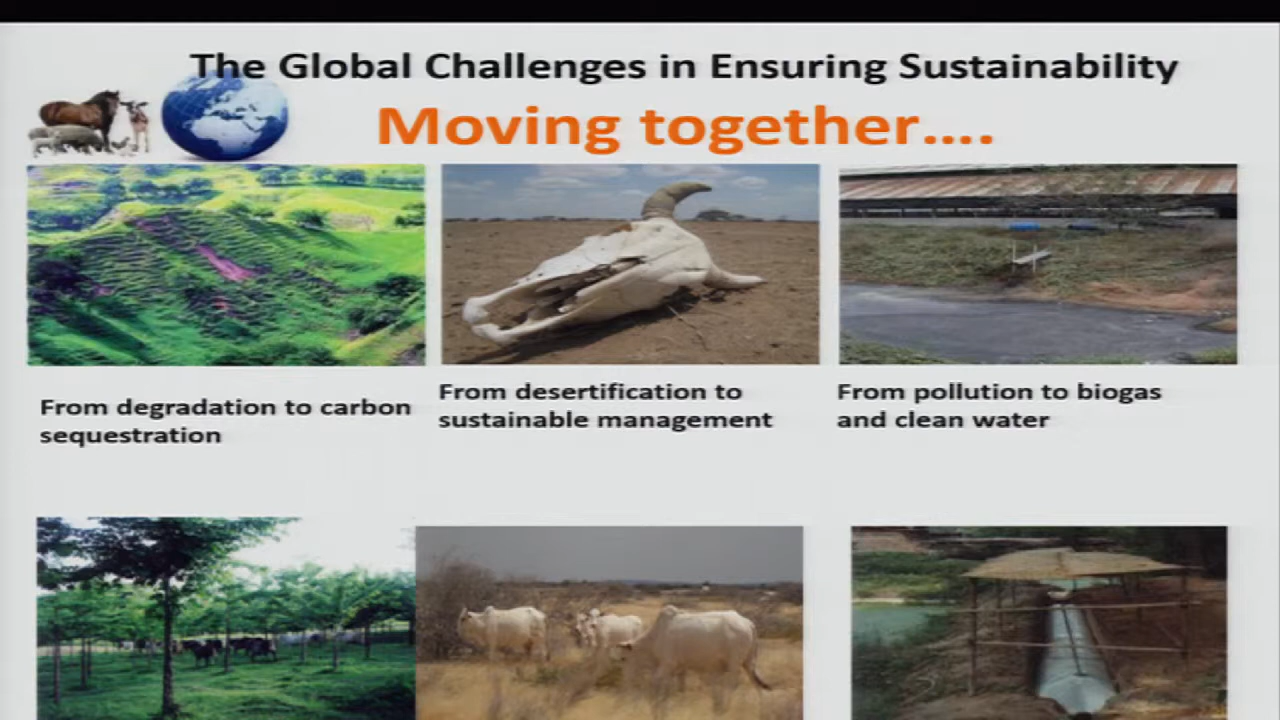 The Global Challenges in Ensuring Sustainability
Moving together....
From degradation to carbon
sequestration
From desertification to
sustainable management
From pollution to biogas
and clean water